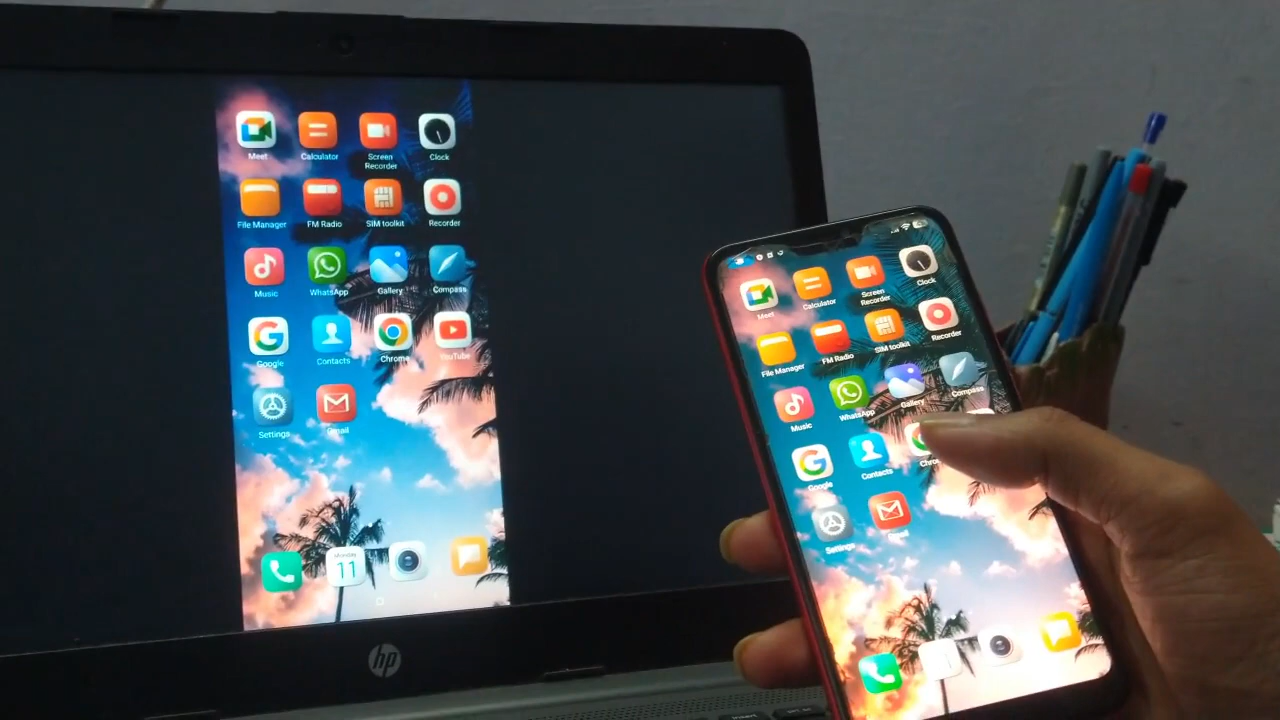 Meet
Calculator
Screen
Recorder
Clock
File Manager
FM Radio
SIM toolkit
Recorder
Music
WhatsApp
Gallery
Compass
Google
Contacts
Chrome
YouTube
Settings
Gmail
Monday
11
hp
Meet
Calculator
Screen
Recorder
Clock
File Manager
FM Radio
SIM toolkit
Recorder
Music
WhatsApp
Gallery
Compass
Google
Contacts
Chro
Settings